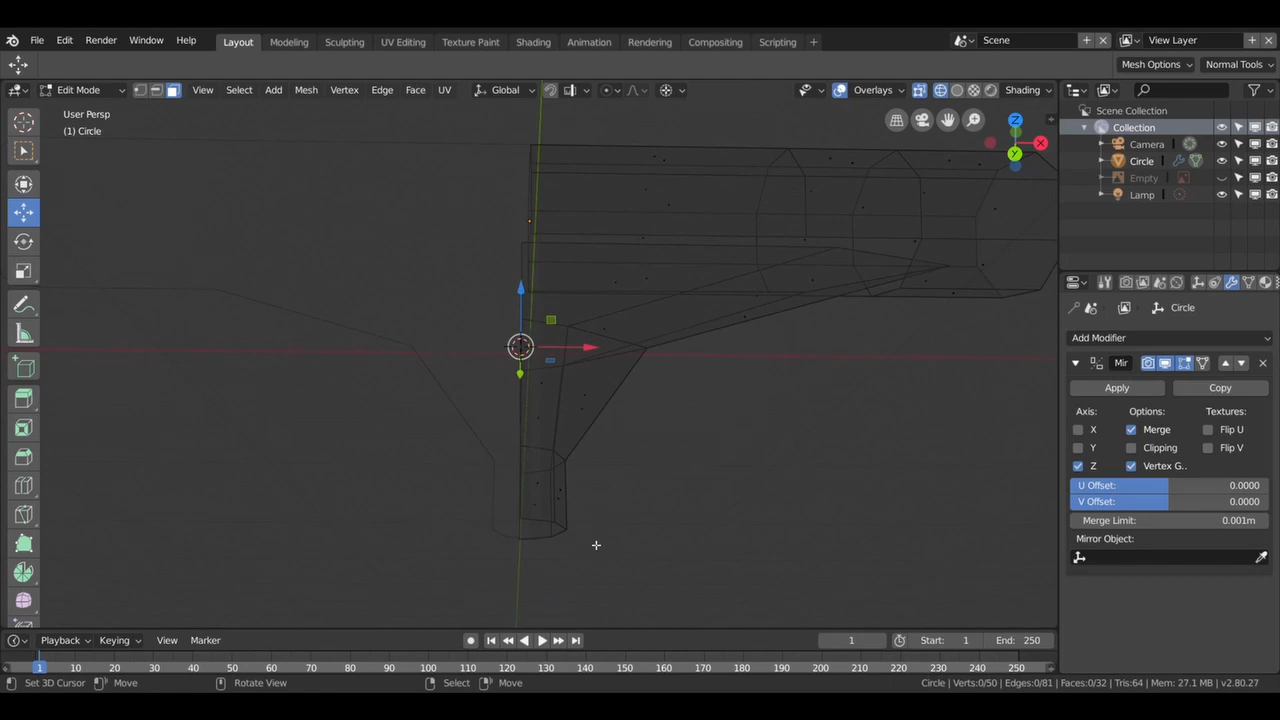 File Edit Render Window Help Layout Modeling Sculpting UV Editing Texture Paint Shading Animation Rendering Compositing Scripting + Scene View Layer
Mesh Options Normal Tools
Edit Mode View Select Add Mesh Vertex Edge Face UV Global Overlays Shading
User Persp
(1) Circle
Z
X
Y
Scene Collection
Collection
Camera
Circle
Empty
Lamp
Circle
Add Modifier
Mir
Apply Copy
Axis: Options: Textures:
X Merge Flip U
Y Clipping Flip V
Z Vertex G..
U Offset: 0.0000
V Offset: 0.0000
Merge Limit: 0.001m
Mirror Object:
Playback Keying View Marker 1 Start: 1 End: 250
1 10 20 30 40 50 60 70 80 90 100 110 120 130 140 150 160 170 180 190 200 210 220 230 240 250
Set 3D Cursor Move Rotate View Select Move Circle | Verts:0/50 | Edges:0/81 | Faces:0/32 | Tris:64 | Mem: 27.1 MB | v2.80.27